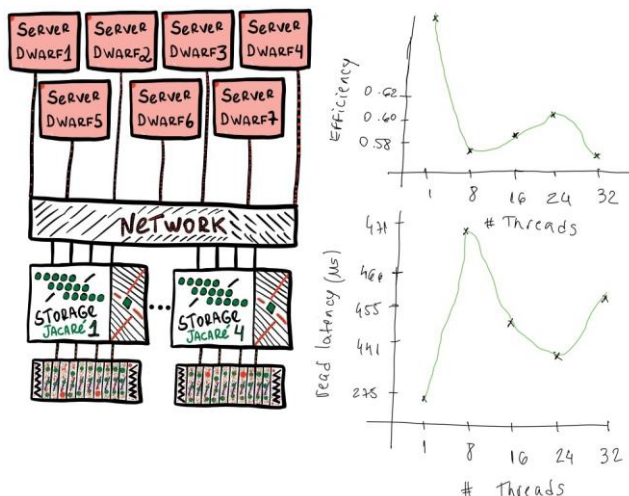 SERVER
DWARF1
SERVER
DWARF2
SERVER
DWARF3
SERVER
DWARF4
SERVER
DWARF5
SERVER
DWARF6
SERVER
DWARF7
NETWORK
STORAGE
JACARÉ 1
...
STORAGE
JACARÉ 4
Efficiency
0.62
0.60
0.58
1 8 16 24 32
# Threads
read latency (µs)
471
455
441
275
1 8 16 24 32
# Threads